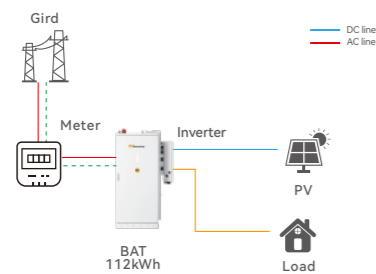 Gird
DC line
AC line
Meter
Inverter
PV
BAT
112kWh
Load